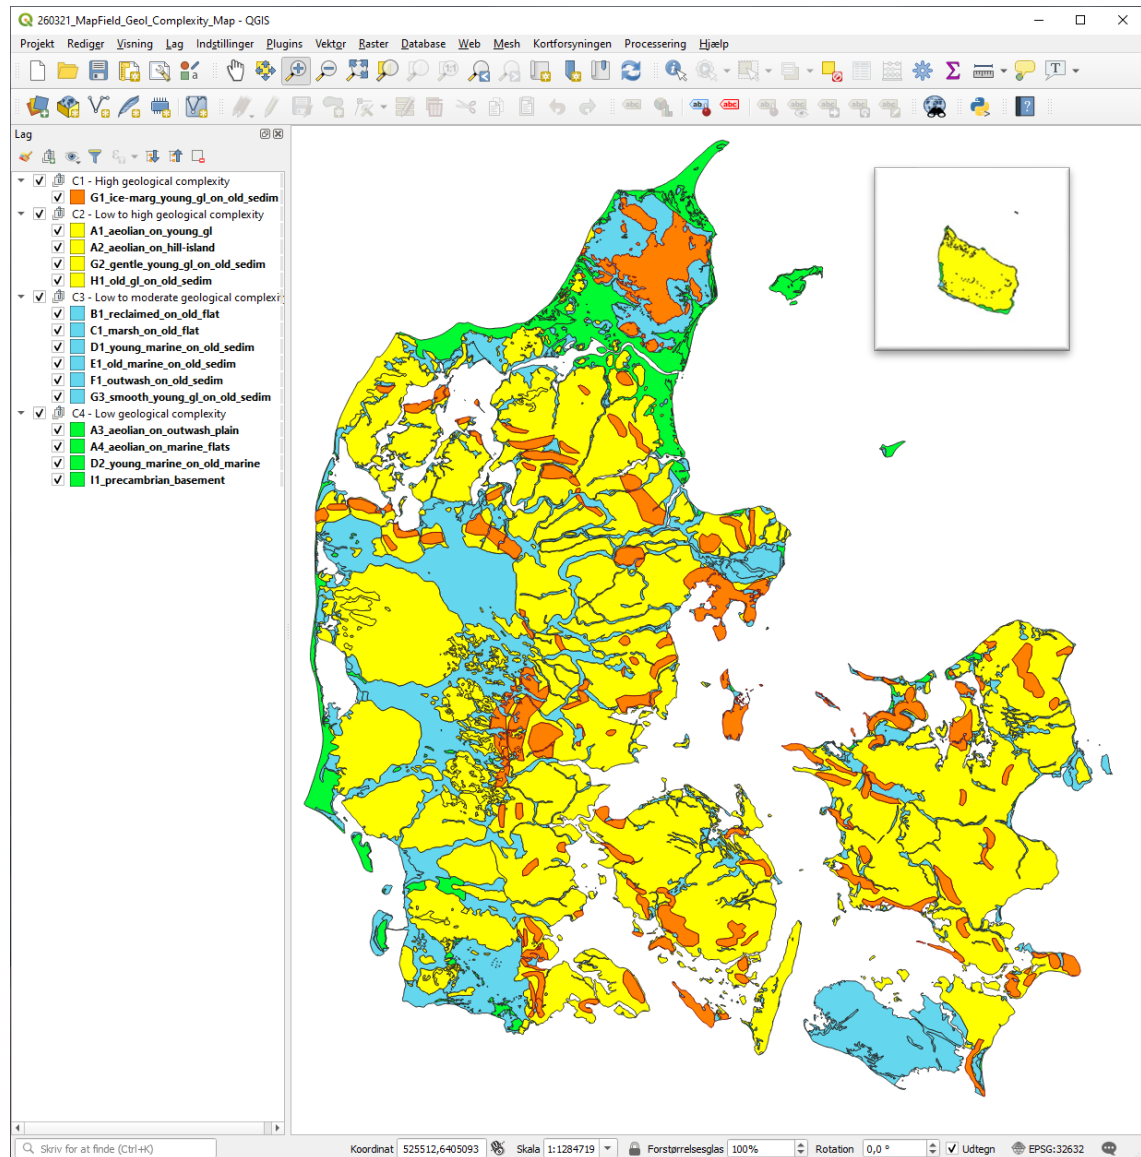 260321_MapField_Geol_Complexity_Map - QGIS
Projekt Rediger Visning Lag Indstillinger Plugins Vektor Raster Database Web Mesh Kortforsyningen Processering Hjælp
Lag
C1 - High geological complexity
G1_ice-marg_young_gl_on_old_sedim
C2 - Low to high geological complexity
A1_aeolian_on_young_gl
A2_aeolian_on_hill-island
G2_gentle_young_gl_on_old_sedim
H1_old_gl_on_old_sedim
C3 - Low to moderate geological complexi
B1_reclaimed_on_old_flat
C1_marsh_on_old_flat
D1_young_marine_on_old_sedim
E1_old_marine_on_old_sedim
F1_outwash_on_old_sedim
G3_smooth_young_gl_on_old_sedim
C4 - Low geological complexity
A3_aeolian_on_outwash_plain
A4_aeolian_on_marine_flats
D2_young_marine_on_old_marine
I1_precambrian_basement
Skriv for at finde (Ctrl+K) Koordinat 525512,6405093 Skala 1:1284719 Forstørrelsesglas 100% Rotation 0,0 ° Udtegn EPSG:32632